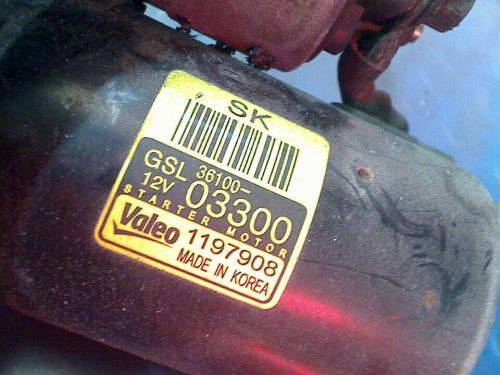 SK
GSL 36100-
12V 03300
STARTER MOTOR
Valeo 1197908
MADE IN KOREA